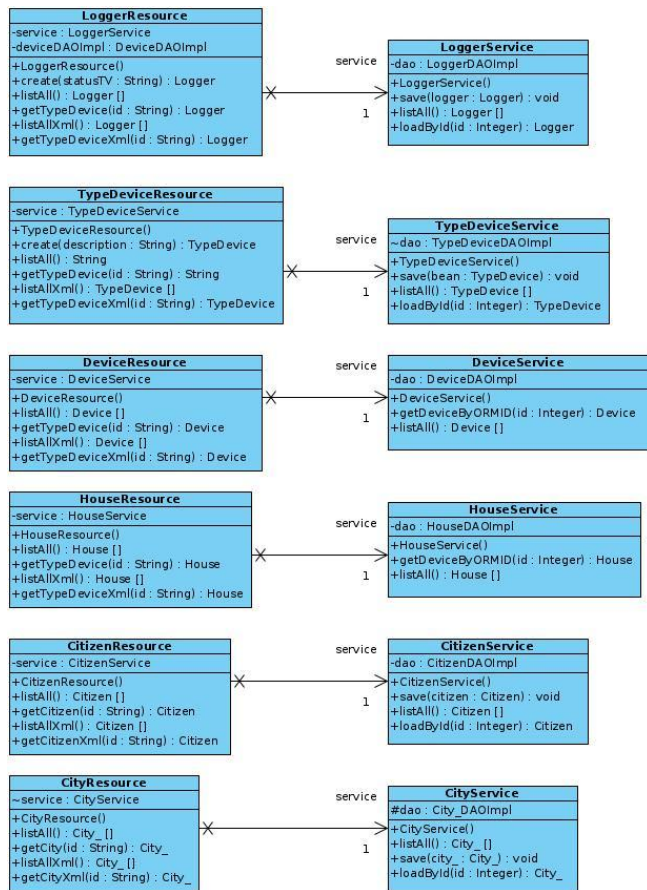 LoggerResource
-service : LoggerService
-deviceDAOImpl : DeviceDAOImpl
+LoggerResource()
+create(statusTV : String) : Logger
+listAll() : Logger []
+getTypeDevice(id : String) : Logger
+listAllXml() : Logger []
+getTypeDeviceXml(id : String) : Logger
service
1
LoggerService
-dao : LoggerDAOImpl
+LoggerService()
+save(logger : Logger) : void
+listAll() : Logger []
+loadById(id : Integer) : Logger
TypeDeviceResource
-service : TypeDeviceService
+TypeDeviceResource()
+create(description : String) : TypeDevice
+listAll() : String
+getTypeDevice(id : String) : String
+listAllXml() : TypeDevice []
+getTypeDeviceXml(id : String) : TypeDevice
service
1
TypeDeviceService
~dao : TypeDeviceDAOImpl
+TypeDeviceService()
+save(bean : TypeDevice) : void
+listAll() : TypeDevice []
+loadById(id : Integer) : TypeDevice
DeviceResource
-service : DeviceService
+DeviceResource()
+listAll() : Device []
+getTypeDevice(id : String) : Device
+listAllXml() : Device []
+getTypeDeviceXml(id : String) : Device
service
1
DeviceService
-dao : DeviceDAOImpl
+DeviceService()
+getDeviceByORMID(id : Integer) : Device
+listAll() : Device []
HouseResource
-service : HouseService
+HouseResource()
+listAll() : House []
+getTypeDevice(id : String) : House
+listAllXml() : House []
+getTypeDeviceXml(id : String) : House
service
1
HouseService
-dao : HouseDAOImpl
+HouseService()
+getDeviceByORMID(id : Integer) : House
+listAll() : House []
CitizenResource
-service : CitizenService
+CitizenResource()
+listAll() : Citizen []
+getCitizen(id : String) : Citizen
+listAllXml() : Citizen []
+getCitizenXml(id : String) : Citizen
service
1
CitizenService
-dao : CitizenDAOImpl
+CitizenService()
+save(citizen : Citizen) : void
+listAll() : Citizen []
+loadById(id : Integer) : Citizen
CityResource
~service : CityService
+CityResource()
+listAll() : City_ []
+getCity(id : String) : City_
+listAllXml() : City_ []
+getCityXml(id : String) : City_
service
1
CityService
#dao : City_DAOImpl
+CityService()
+listAll() : City_ []
+save(city_ : City_) : void
+loadById(id : Integer) : City_